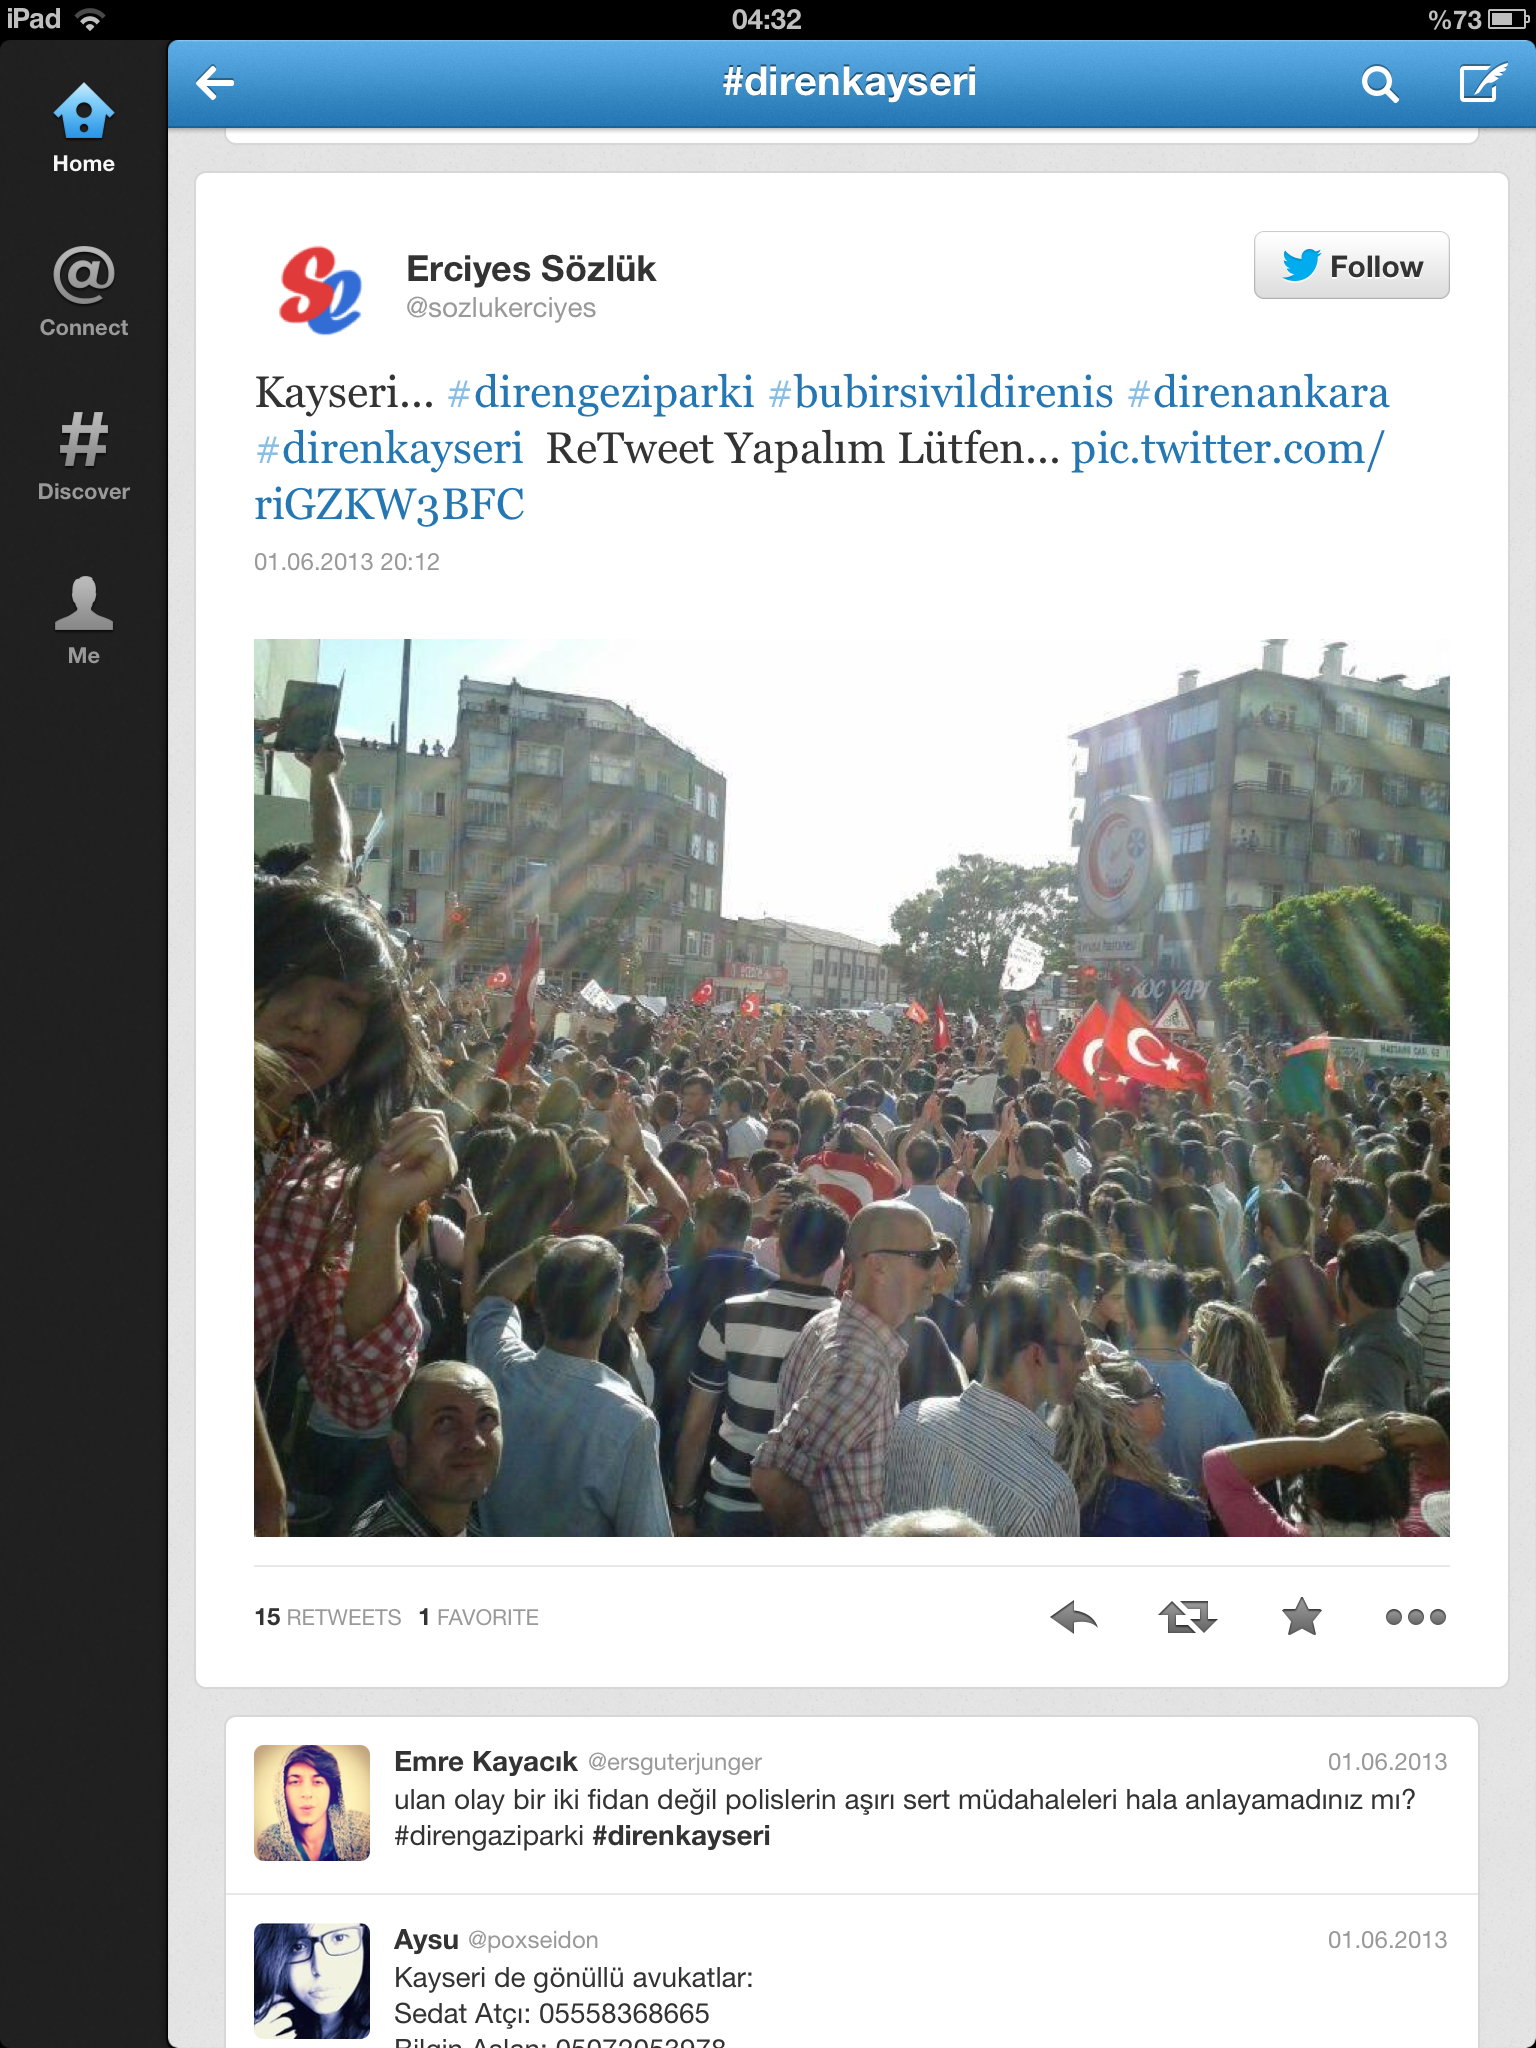 iPad 04:32 %73
#direnkayseri
Home
Connect
Discover
Me
Erciyes Sözlük
@sozlukerciyes
Follow
Kayseri... #direngeziparki #bubirsivildirenis #direnankara
#direnkayseri ReTweet Yapalım Lütfen... pic.twitter.com/
riGZKW3BFC
01.06.2013 20:12
KOÇ YAPI
15 RETWEETS 1 FAVORITE
Emre Kayacık @ersguterjunger 01.06.2013
ulan olay bir iki fidan değil polislerin aşırı sert müdahaleleri hala anlayamadınız mı?
#direngaziparki #direnkayseri
Aysu @poxseidon 01.06.2013
Kayseri de gönüllü avukatlar:
Sedat Atçı: 05558368665
Bilgin Aslan: 05072053978